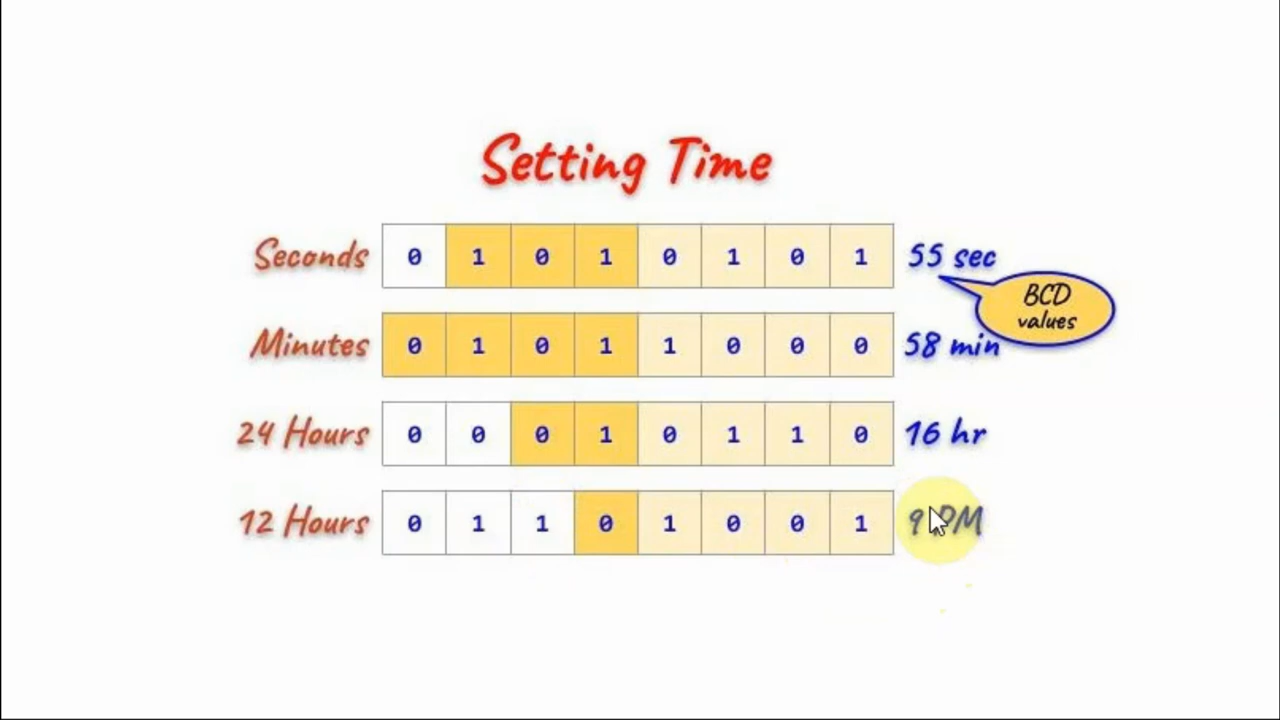 Setting Time
Seconds 0 1 0 1 0 1 0 1 55 sec
BCD
values
Minutes 0 1 0 1 1 0 0 0 58 min
24 Hours 0 0 0 1 0 1 1 0 16 hr
12 Hours 0 1 1 0 1 0 0 1 9 PM